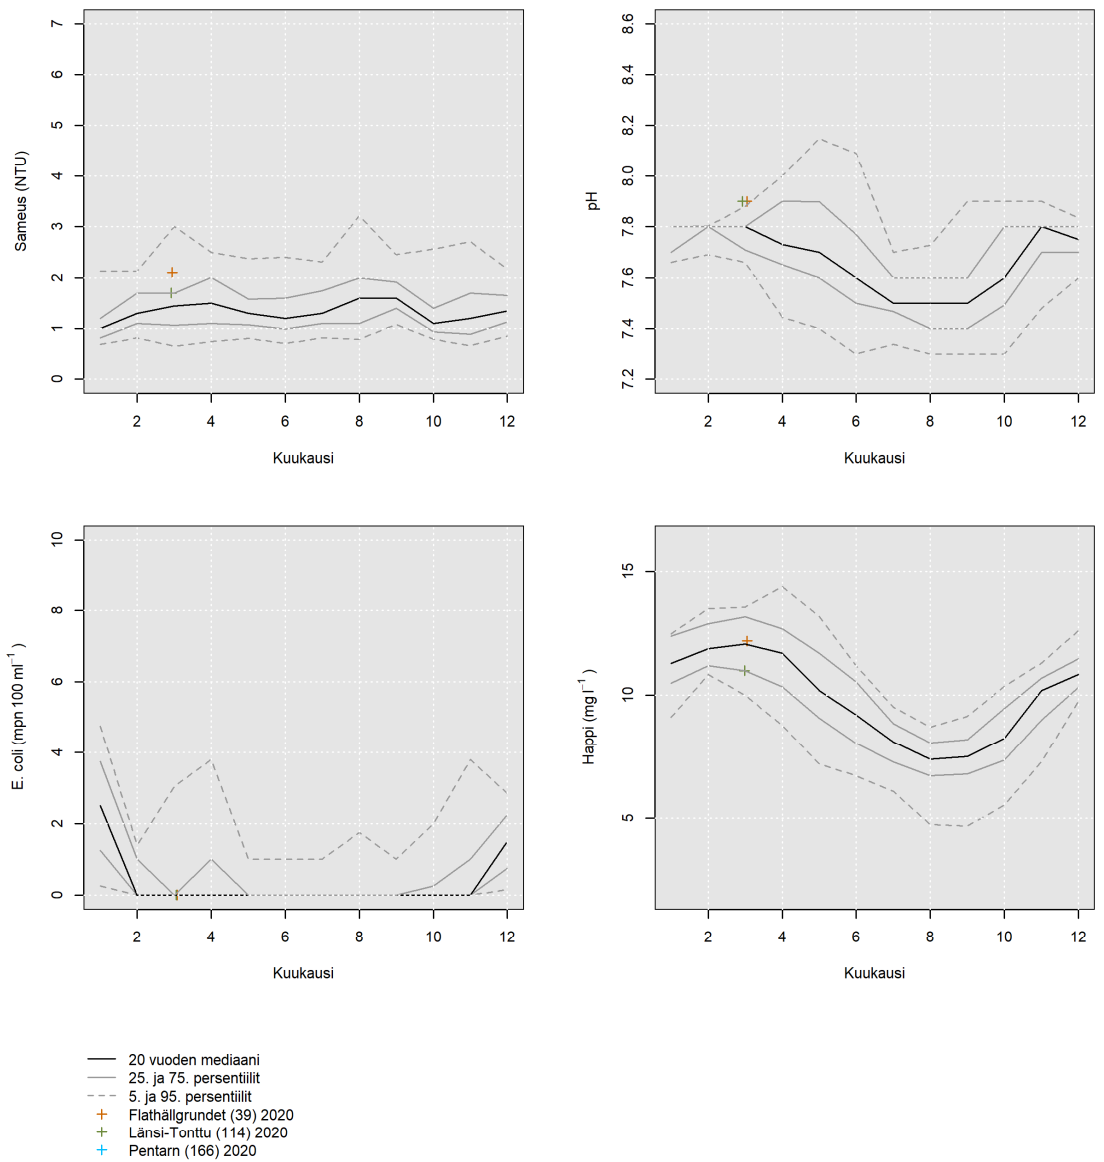 7
6
5
4
3
2
1
0
Sameus (NTU)
2 4 6 8 10 12
Kuukausi
8.6
8.4
8.2
8.0
7.8
7.6
7.4
7.2
pH
2 4 6 8 10 12
Kuukausi
10
8
6
4
2
0
E. coli (mpn 100 ml⁻¹)
2 4 6 8 10 12
Kuukausi
15
10
5
Happi (mg l⁻¹)
2 4 6 8 10 12
Kuukausi
20 vuoden mediaani
25. ja 75. persentiilit
5. ja 95. persentiilit
Flathällgrundet (39) 2020
Länsi-Tonttu (114) 2020
Pentarn (166) 2020